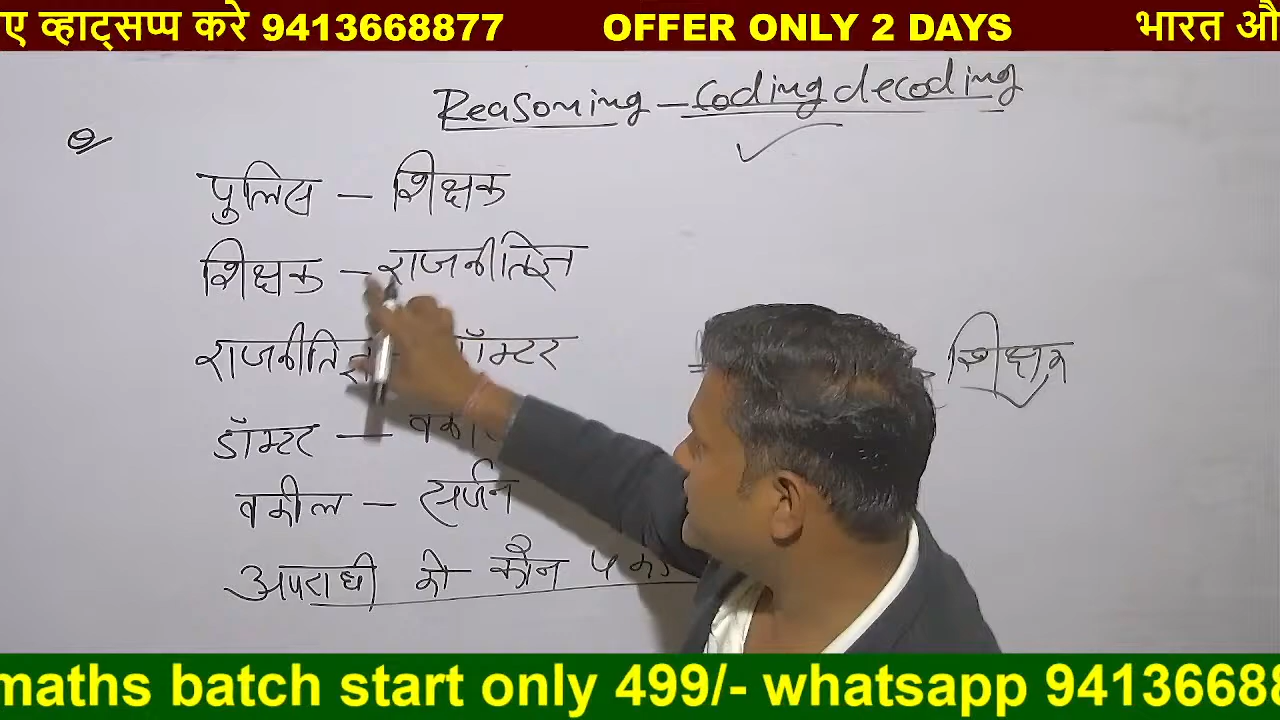 ए व्हाट्सप्प करे 9413668877 OFFER ONLY 2 DAYS भारत औ
Reasoning - Coding decoding
Q
पुलिस - शिक्षक
शिक्षक - राजनीतिज्ञ
राजनीतिज्ञ - डॉक्टर
शिक्षक
डॉक्टर -
वकील - सर्जन
अपराधी को कौन
maths batch start only 499/- whatsapp 94136688